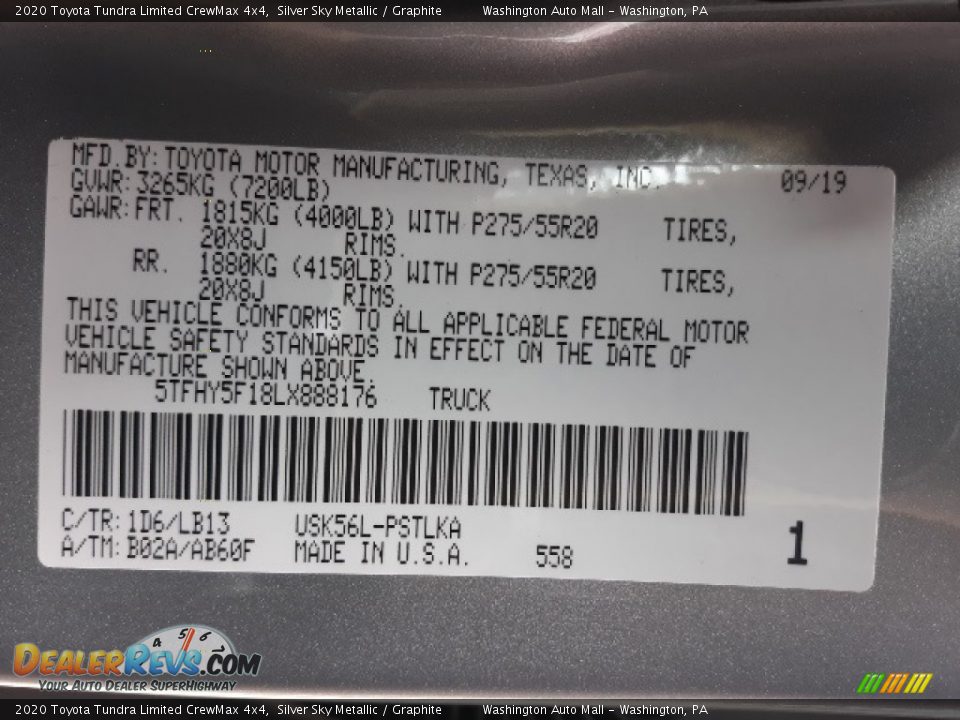 2020 Toyota Tundra Limited CrewMax 4x4, Silver Sky Metallic / Graphite Washington Auto Mall - Washington, PA
MFD.BY:TOYOTA MOTOR MANUFACTURING, TEXAS, INC. 09/19
GVWR:3265KG (7200LB)
GAWR:FRT. 1815KG (4000LB) WITH P275/55R20 TIRES,
20X8J RIMS.
RR. 1880KG (4150LB) WITH P275/55R20 TIRES,
20X8J RIMS.
THIS VEHICLE CONFORMS TO ALL APPLICABLE FEDERAL MOTOR
VEHICLE SAFETY STANDARDS IN EFFECT ON THE DATE OF
MANUFACTURE SHOWN ABOVE.
5TFHY5F18LX888176 TRUCK
C/TR:1D6/LB13 USK56L-PSTLKA
A/TM:B02A/AB60F MADE IN U.S.A. 558 1
4 5 6
DEALERREVS.COM
YOUR AUTO DEALER SUPERHIGHWAY
2020 Toyota Tundra Limited CrewMax 4x4, Silver Sky Metallic / Graphite Washington Auto Mall - Washington, PA